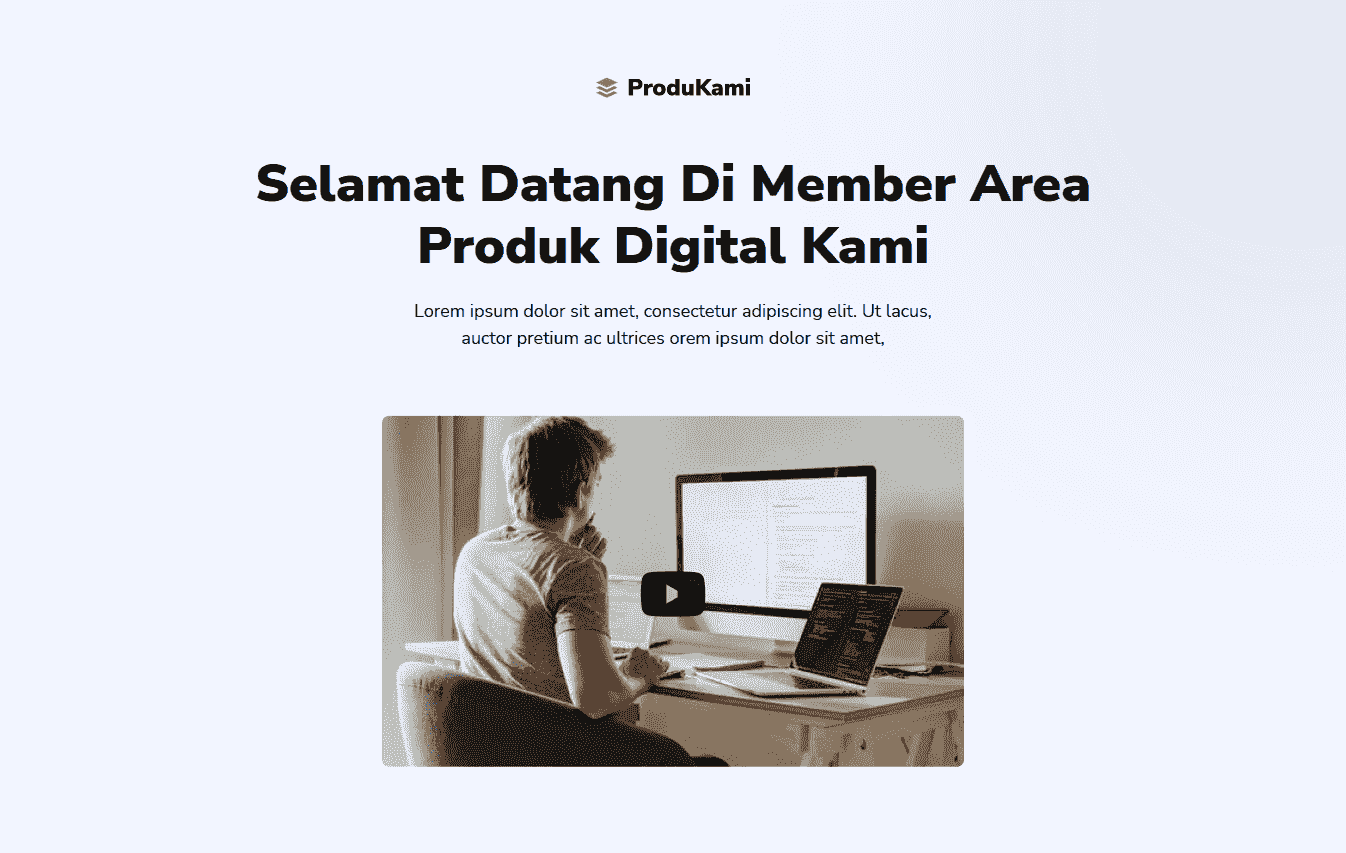 ProduKami
Selamat Datang Di Member Area
Produk Digital Kami
Lorem ipsum dolor sit amet, consectetur adipiscing elit. Ut lacus,
auctor pretium ac ultrices orem ipsum dolor sit amet,